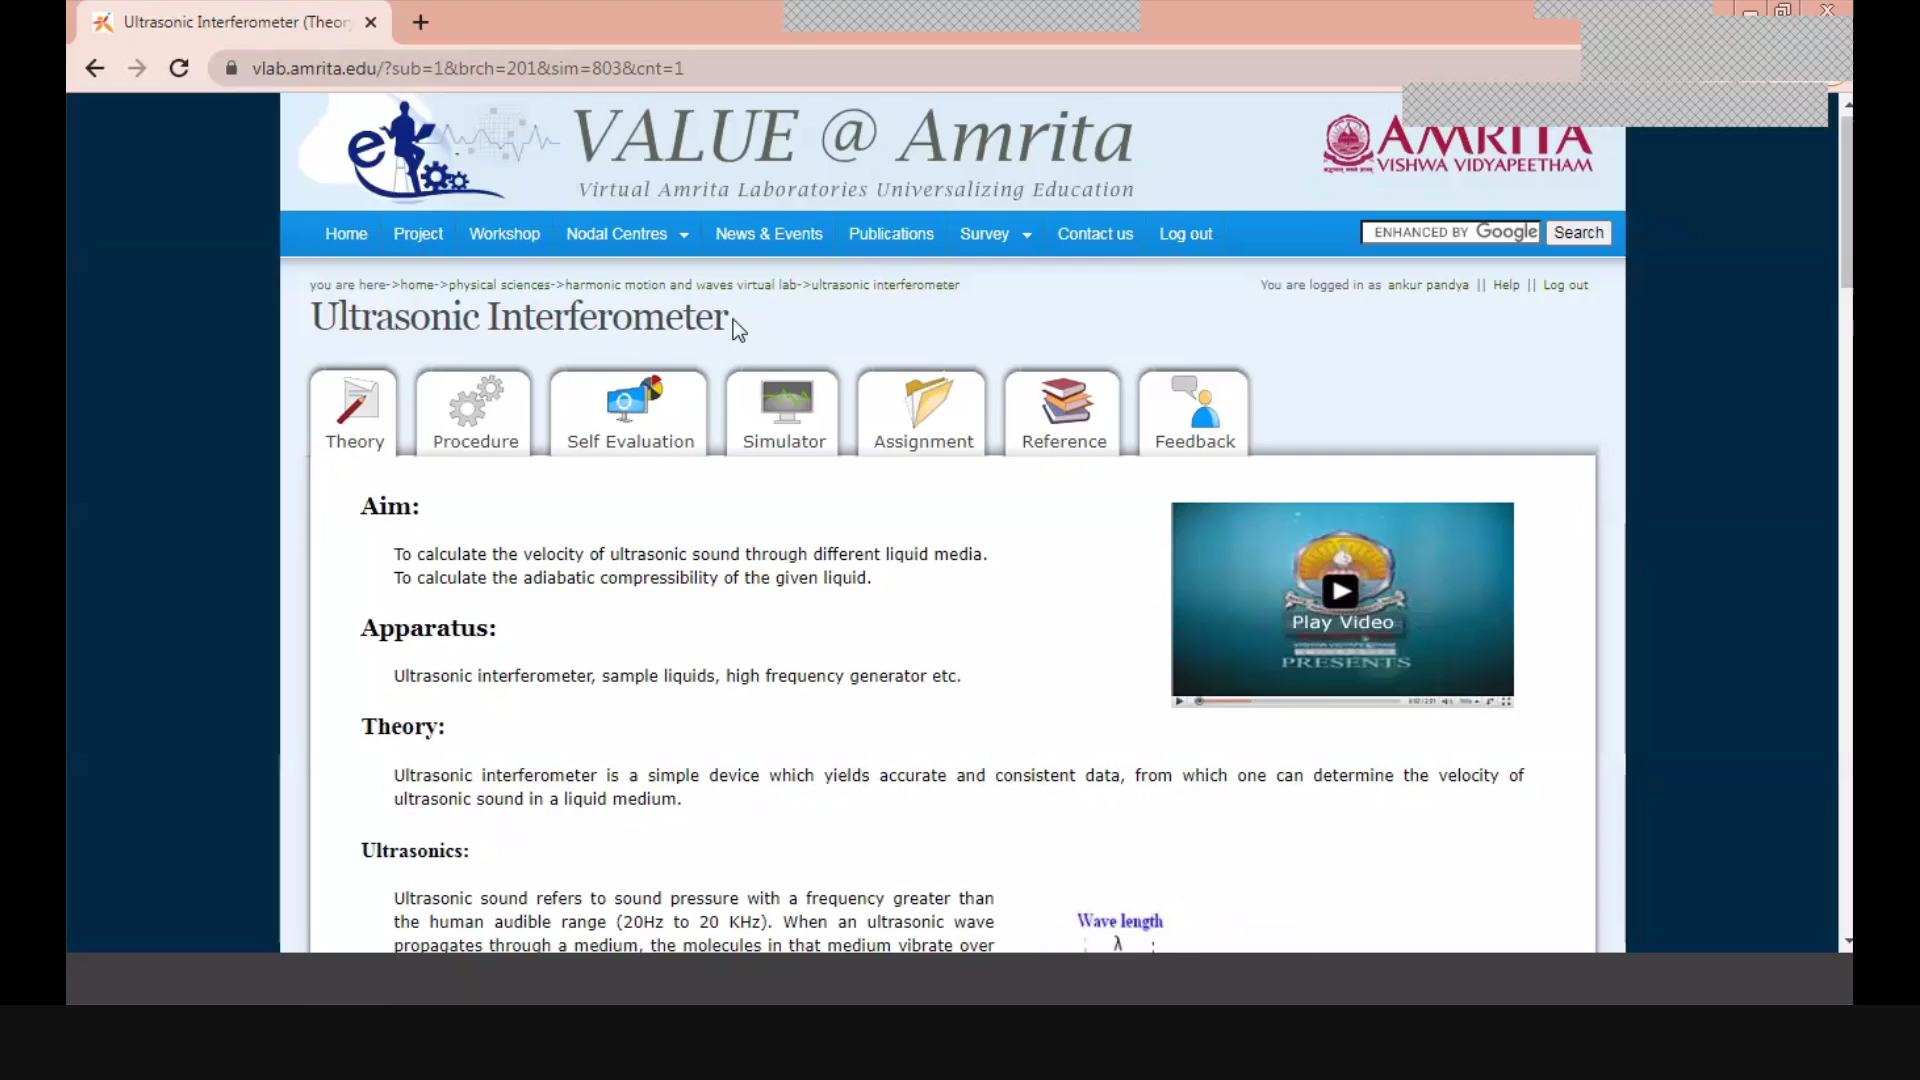 Ultrasonic Interferometer (Theor
vlab.amrita.edu/?sub=1&brch=201&sim=803&cnt=1
e
VALUE @ Amrita
Virtual Amrita Laboratories Universalizing Education
AMRITA
VISHWA VIDYAPEETHAM
Home Project Workshop Nodal Centres News & Events Publications Survey Contact us Log out ENHANCED BY Google Search
you are here->home->physical sciences->harmonic motion and waves virtual lab->ultrasonic interferometer You are logged in as ankur pandya || Help || Log out
Ultrasonic Interferometer
Theory Procedure Self Evaluation Simulator Assignment Reference Feedback
Aim:
To calculate the velocity of ultrasonic sound through different liquid media.
To calculate the adiabatic compressibility of the given liquid.
Play Video
PRESENTS
Apparatus:
Ultrasonic interferometer, sample liquids, high frequency generator etc.
Theory:
Ultrasonic interferometer is a simple device which yields accurate and consistent data, from which one can determine the velocity of
ultrasonic sound in a liquid medium.
Ultrasonics:
Ultrasonic sound refers to sound pressure with a frequency greater than
the human audible range (20Hz to 20 KHz). When an ultrasonic wave
propagates through a medium, the molecules in that medium vibrate over
Wave length
λ